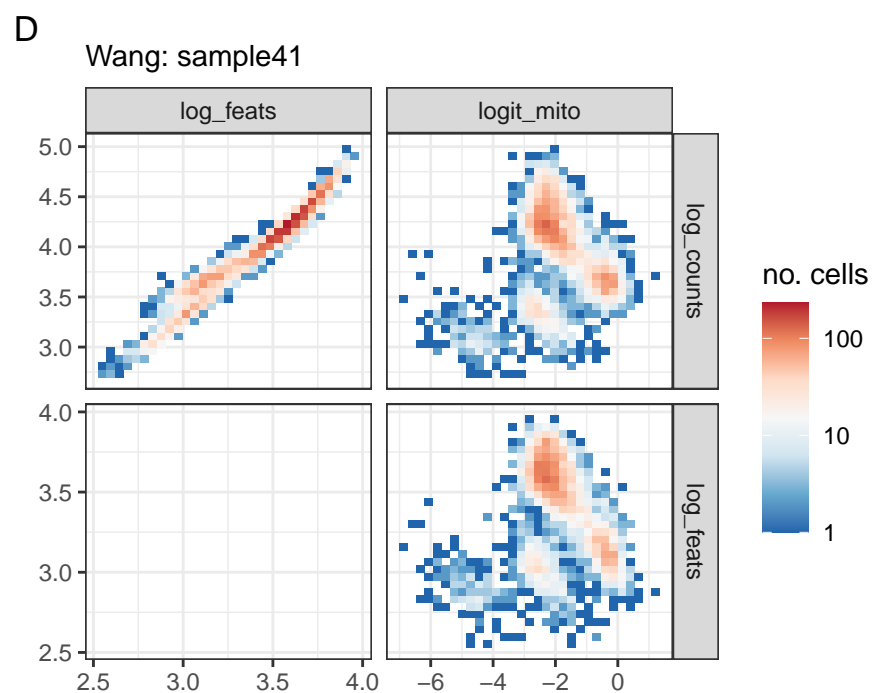 D
Wang: sample41
log_feats
logit_mito
5.0
4.5
4.0
3.5
3.0
log_counts
4.0
3.5
3.0
2.5
log_feats
2.5 3.0 3.5 4.0
−6 −4 −2 0
no. cells
100
10
1